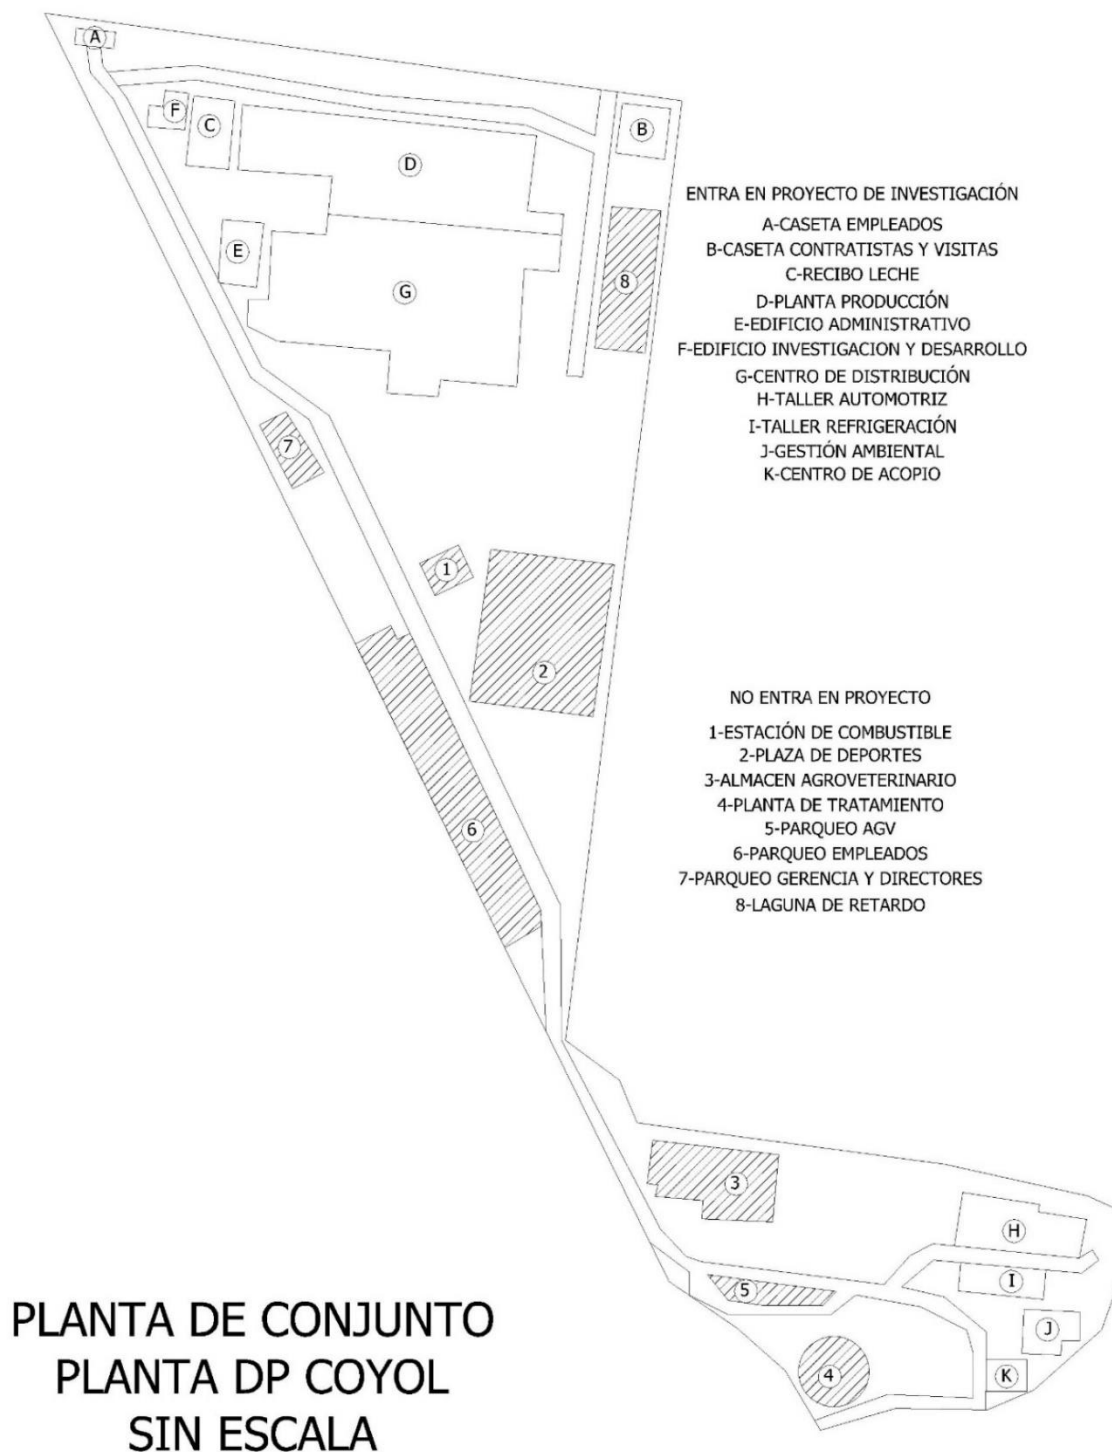 A
F
C
B
D
E
G
8
7
1
2
6
3
H
I
5
J
4
K
ENTRA EN PROYECTO DE INVESTIGACIÓN
A-CASETA EMPLEADOS
B-CASETA CONTRATISTAS Y VISITAS
C-RECIBO LECHE
D-PLANTA PRODUCCIÓN
E-EDIFICIO ADMINISTRATIVO
F-EDIFICIO INVESTIGACION Y DESARROLLO
G-CENTRO DE DISTRIBUCIÓN
H-TALLER AUTOMOTRIZ
I-TALLER REFRIGERACIÓN
J-GESTIÓN AMBIENTAL
K-CENTRO DE ACOPIO
NO ENTRA EN PROYECTO
1-ESTACIÓN DE COMBUSTIBLE
2-PLAZA DE DEPORTES
3-ALMACEN AGROVETERINARIO
4-PLANTA DE TRATAMIENTO
5-PARQUEO AGV
6-PARQUEO EMPLEADOS
7-PARQUEO GERENCIA Y DIRECTORES
8-LAGUNA DE RETARDO
PLANTA DE CONJUNTO
PLANTA DP COYOL
SIN ESCALA